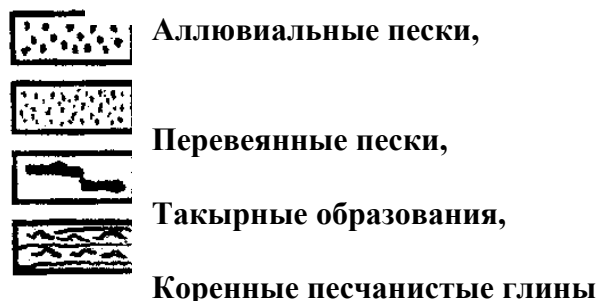 Аллювиальные пески,
Перевеянные пески,
Такырные образования,
Коренные песчанистые глины